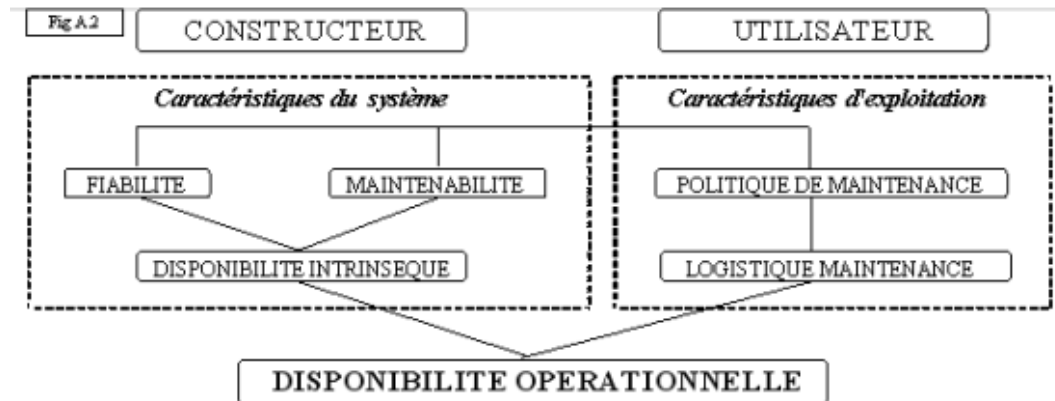 Fig A.2
CONSTRUCTEUR
UTILISATEUR
Caractéristiques du système
Caractéristiques d'exploitation
FIABILITE
MAINTENABILITE
POLITIQUE DE MAINTENANCE
DISPONIBILITE INTRINSEQUE
LOGISTIQUE MAINTENANCE
DISPONIBILITE OPERATIONNELLE